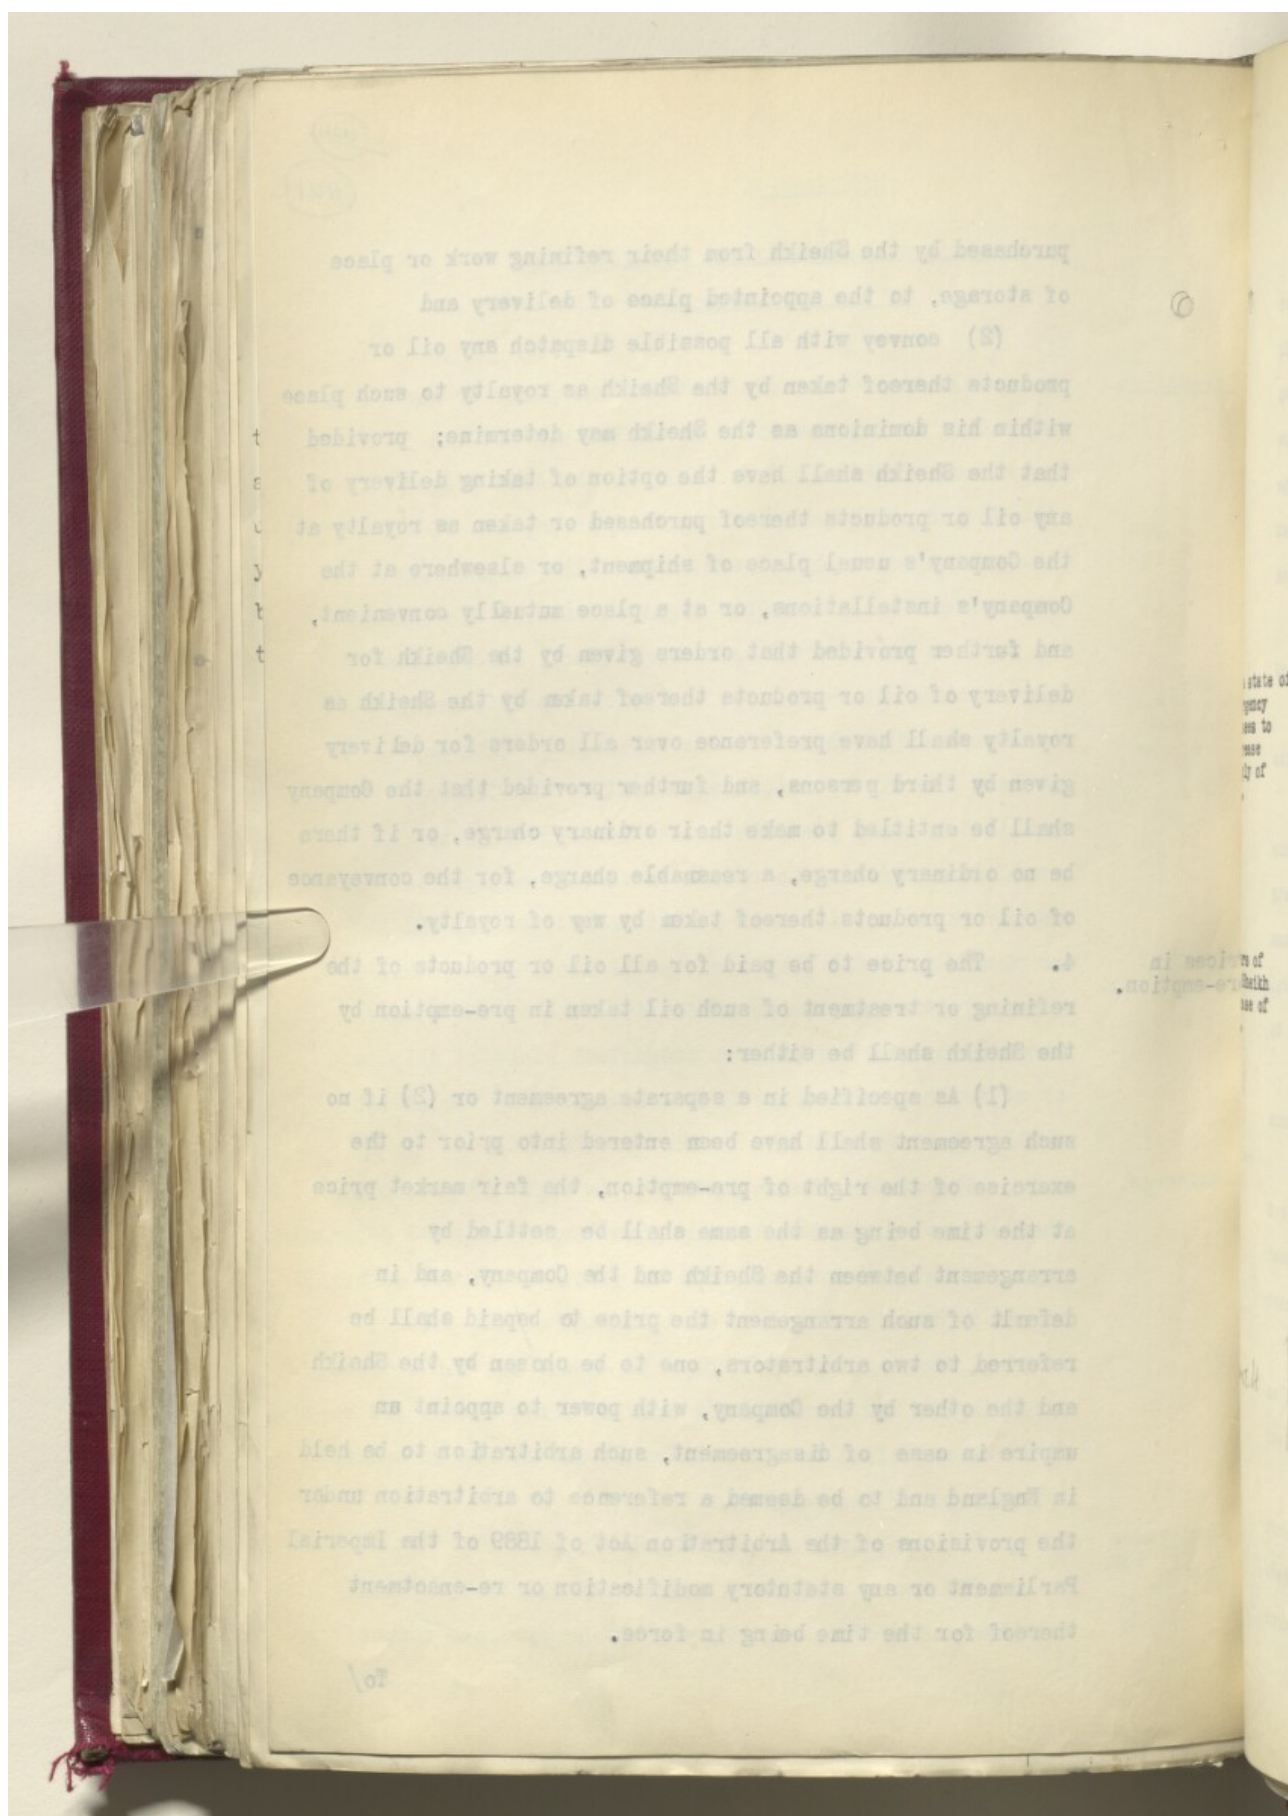 purchased by the Sheikh from their refining work or place
of storage, to the appointed place of delivery and
(2) convey with all possible dispatch any oil or
products thereof taken by the Sheikh as royalty to such place
within his dominions as the Sheikh may determine; provided
that the Sheikh shall have the option of taking delivery of
any oil or products thereof purchased or taken as royalty at
the Company's usual place of shipment, or elsewhere at the
Company's installations, or at a place mutually convenient,
and further provided that orders given by the Sheikh for
delivery of oil or products thereof taken by the Sheikh as
royalty shall have preference over all orders for delivery
given by third persons, and further provided that the Company
shall be entitled to make their ordinary charge, or if there
be no ordinary charge, a reasonable charge, for the conveyance
of oil or products thereof taken by way of royalty.
4. The price to be paid for all oil or products of the
refining or treatment of such oil taken in pre-emption by
the Sheikh shall be either:
(1) As specified in a separate agreement or (2) if no
such agreement shall have been entered into prior to the
exercise of the right of pre-emption, the fair market price
at the time being as the same shall be settled by
arrangement between the Sheikh and the Company, and in
default of such arrangement the price to be paid shall be
referred to two arbitrators, one to be chosen by the Sheikh
and the other by the Company, with power to appoint an
umpire in case of disagreement, such arbitration to be held
in England and to be deemed a reference to arbitration under
the provisions of the Arbitration Act of 1889 of the Imperial
Parliament or any statutory modification or re-enactment
thereof for the time being in force.
To/
Prices in
pre-emption.
state of
to
of
of
Sheikh
of